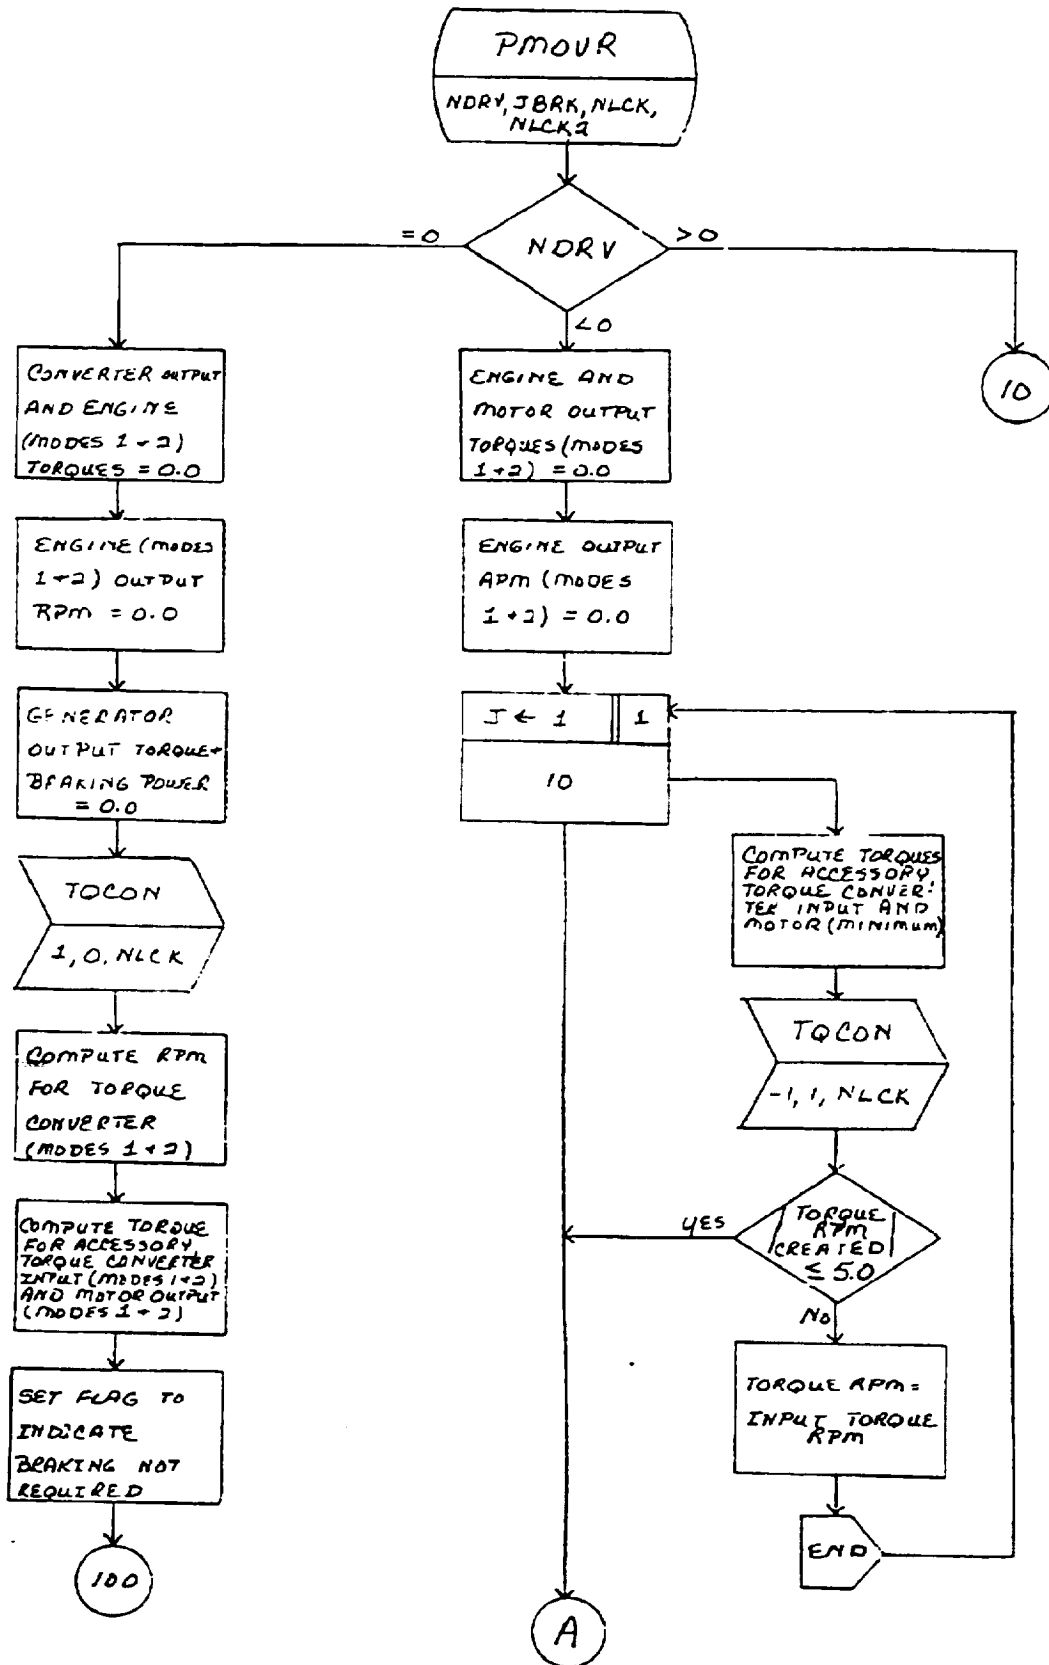 PMOVR
NDRV, JBRK, NLCK,
NLCK2
=0
NDRV
>0
<0
10
CONVERTER OUTPUT
AND ENGINE
(MODES 1+2)
TORQUES = 0.0
ENGINE (MODES
1+2) OUTPUT
RPM = 0.0
GENERATOR
OUTPUT TORQUE+
BRAKING POWER
= 0.0
TQCON
1, 0, NLCK
COMPUTE RPM
FOR TORQUE
CONVERTER
(MODES 1+2)
COMPUTE TORQUE
FOR ACCESSORY,
TORQUE CONVERTER
INPUT (MODES 1+2)
AND MOTOR OUTPUT
(MODES 1+2)
SET FLAG TO
INDICATE
BRAKING NOT
REQUIRED
100
ENGINE AND
MOTOR OUTPUT
TORQUES (MODES
1+2) = 0.0
ENGINE OUTPUT
RPM (MODES
1+2) = 0.0
J ← 1
1
10
COMPUTE TORQUES
FOR ACCESSORY,
TORQUE CONVER-
TER INPUT AND
MOTOR (MINIMUM)
TQCON
-1, 1, NLCK
YES
|TORQUE
RPM
CREATED|
≤ 5.0
NO
TORQUE RPM =
INPUT TORQUE
RPM
END
A